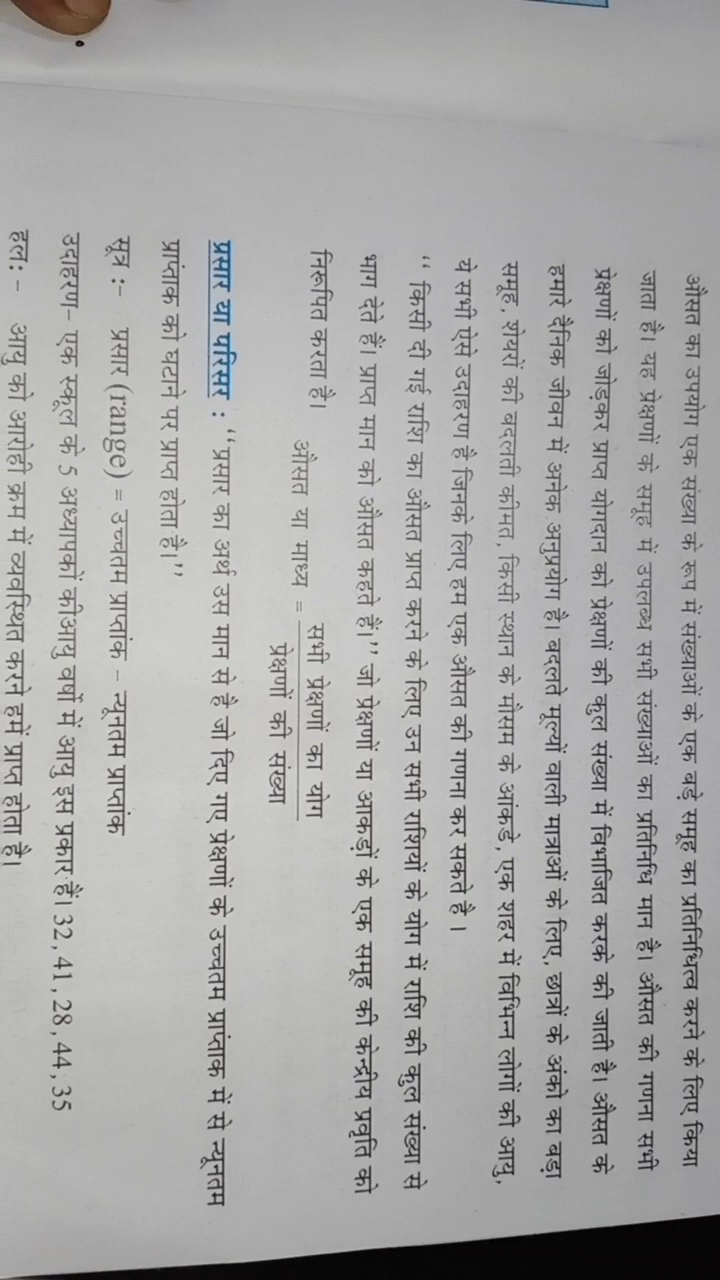 औसत का उपयोग एक संख्या के रूप में संख्याओं के एक बड़े समूह का प्रतिनिधित्व करने के लिए किया
जाता है। यह प्रेक्षणों के समूह में उपलब्ध सभी संख्याओं का प्रतिनिधि मान है। औसत की गणना सभी
प्रेक्षणों को जोड़कर प्राप्त योगदान को प्रेक्षणों की कुल संख्या में विभाजित करके की जाती है। औसत के
हमारे दैनिक जीवन में अनेक अनुप्रयोग है। बदलते मूल्यों वाली मात्राओं के लिए, छात्रों के अंको का बड़ा
समूह, शेयरों की बदलती कीमत, किसी स्थान के मौसम के आंकडे, एक शहर में विभिन्न लोगों की आयु,
ये सभी ऐसे उदाहरण है जिनके लिए हम एक औसत की गणना कर सकते है ।
“ किसी दी गई राशि का औसत प्राप्त करने के लिए उन सभी राशियों के योग में राशि की कुल संख्या से
भाग देते हैं। प्राप्त मान को औसत कहते हैं।” जो प्रेक्षणों या आकड़ों के एक समूह की केन्द्रीय प्रवृति को
निरूपित करता है।
औसत या माध्य = सभी प्रेक्षणों का योग
प्रेक्षणों की संख्या
प्रसार या परिसर : “प्रसार का अर्थ उस मान से है जो दिए गए प्रेक्षणों के उच्चतम प्राप्तांक में से न्यूनतम
प्राप्तांक को घटाने पर प्राप्त होता है।”
सूत्र :- प्रसार (range) = उच्चतम प्राप्तांक – न्यूनतम प्राप्तांक
उदाहरण- एक स्कूल के 5 अध्यापकों कीआयु वर्षों में आयु इस प्रकार हैं। 32, 41, 28, 44, 35
हल: - आयु को आरोही क्रम में व्यवस्थित करने हमें प्राप्त होता है।